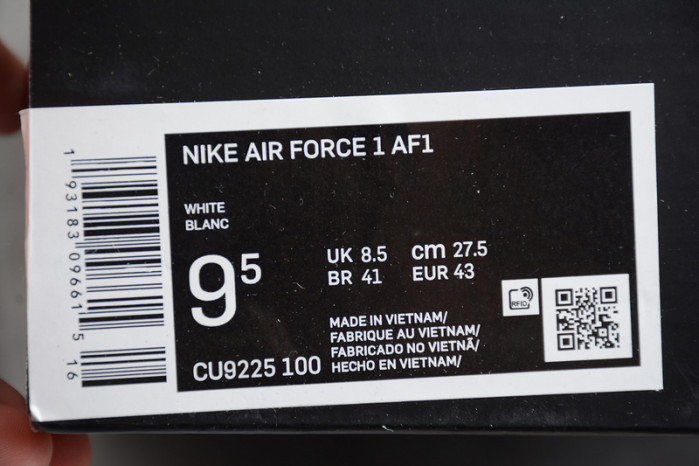 NIKE AIR FORCE 1 AF1
WHITE
BLANC
9 5
UK 8.5 cm 27.5
BR 41 EUR 43
MADE IN VIETNAM/
FABRIQUE AU VIETNAM/
FABRICADO NO VIETNÃ/
HECHO EN VIETNAM/
CU9225 100
RFID
1 93183 09661 5 16